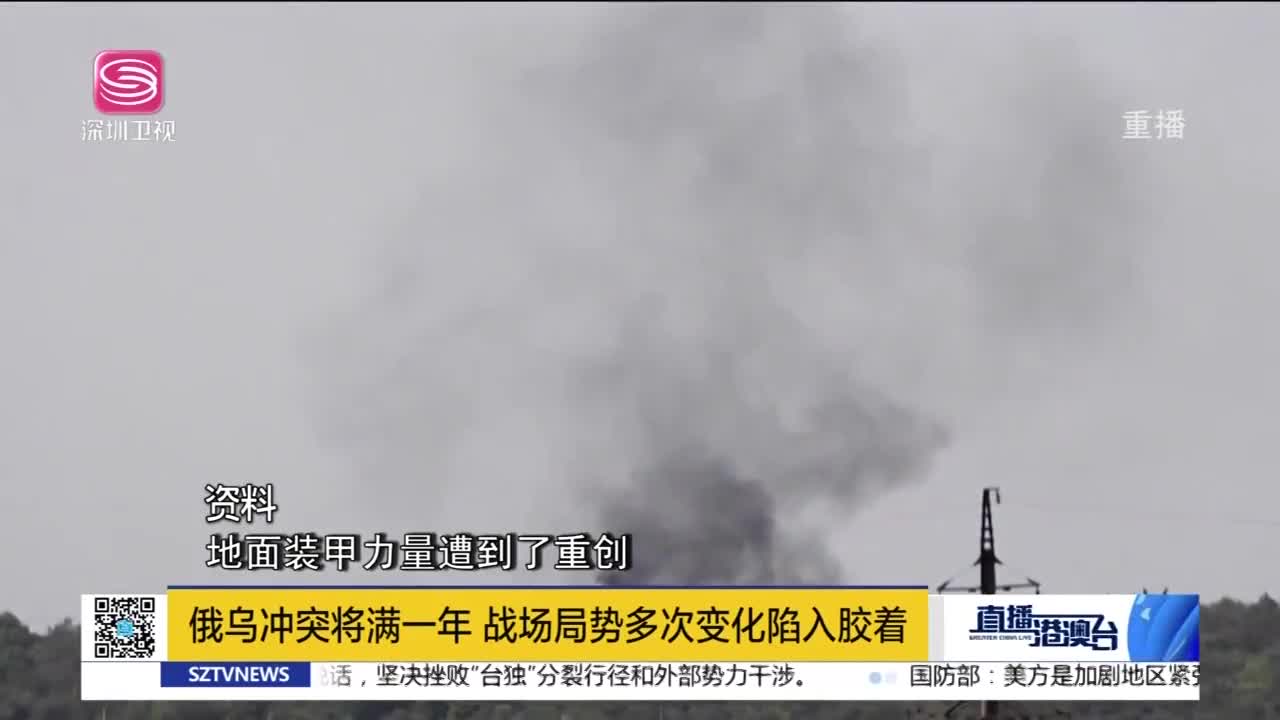 深圳卫视
重播
资料
地面装甲力量遭到了重创
俄乌冲突将满一年 战场局势多次变化陷入胶着
直播港澳台
GREATER CHINA LIVE
SZTVNEWS
话，坚决挫败“台独”分裂行径和外部势力干涉。 国防部：美方是加剧地区紧